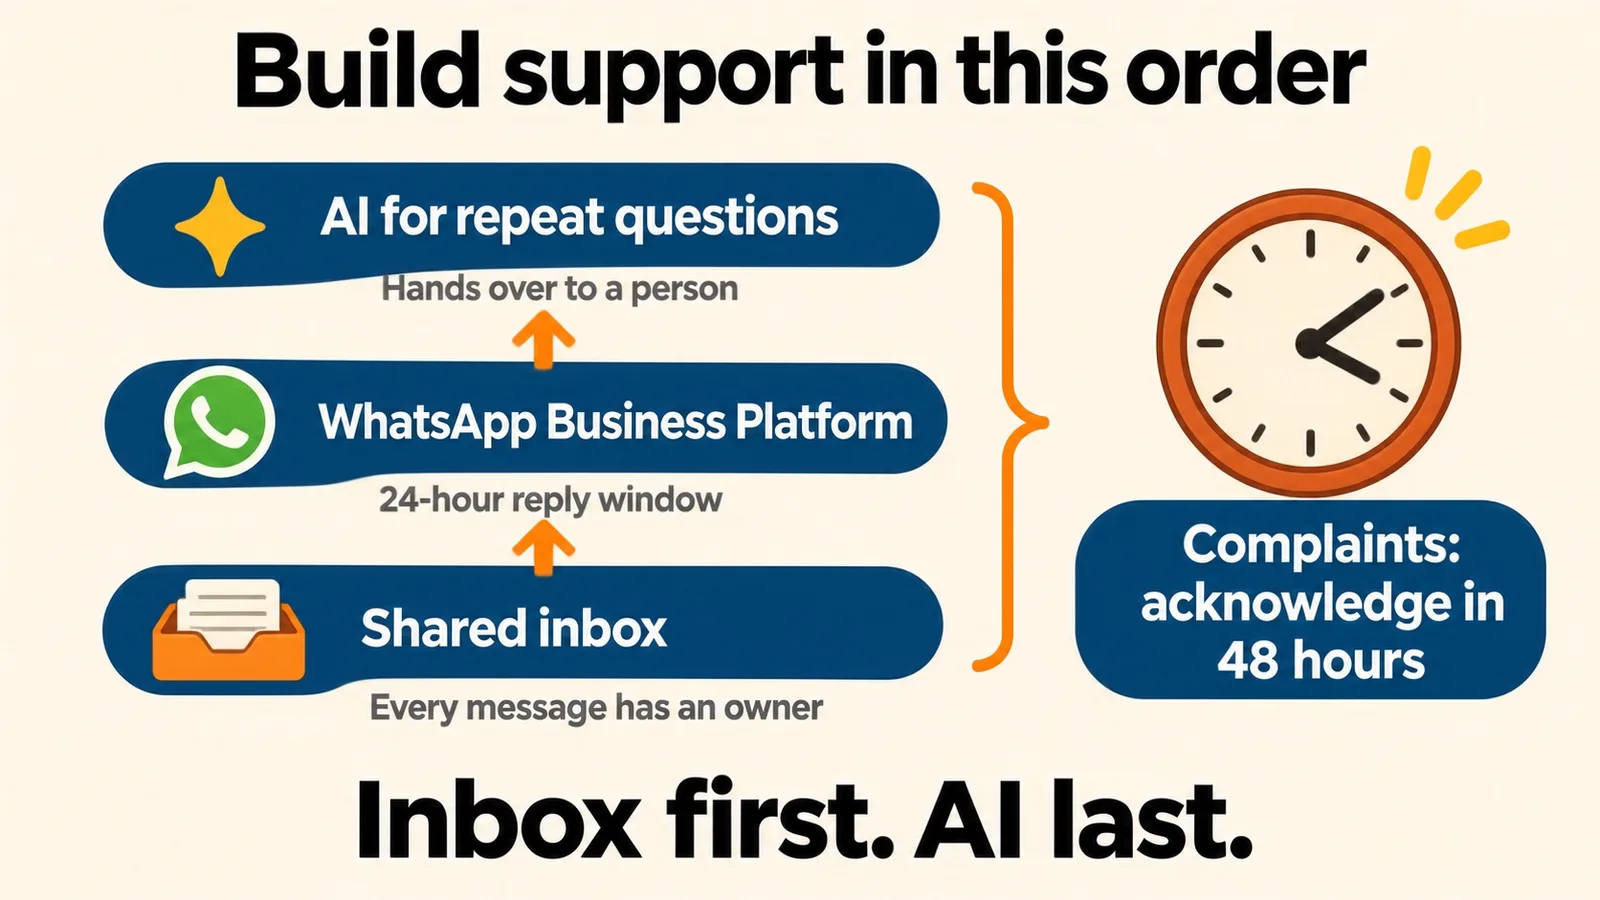 Build support in this order
AI for repeat questions
Hands over to a person
WhatsApp Business Platform
24-hour reply window
Shared inbox
Every message has an owner
Complaints:
acknowledge in
48 hours
Inbox first. AI last.